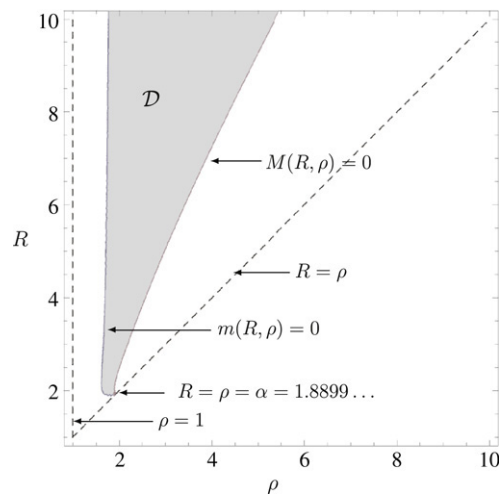 10
𝒟
8
M(R, ρ) = 0
6
R
R = ρ
4
m(R, ρ) = 0
2
R = ρ = α = 1.8899...
ρ = 1
2 4 6 8 10
ρ